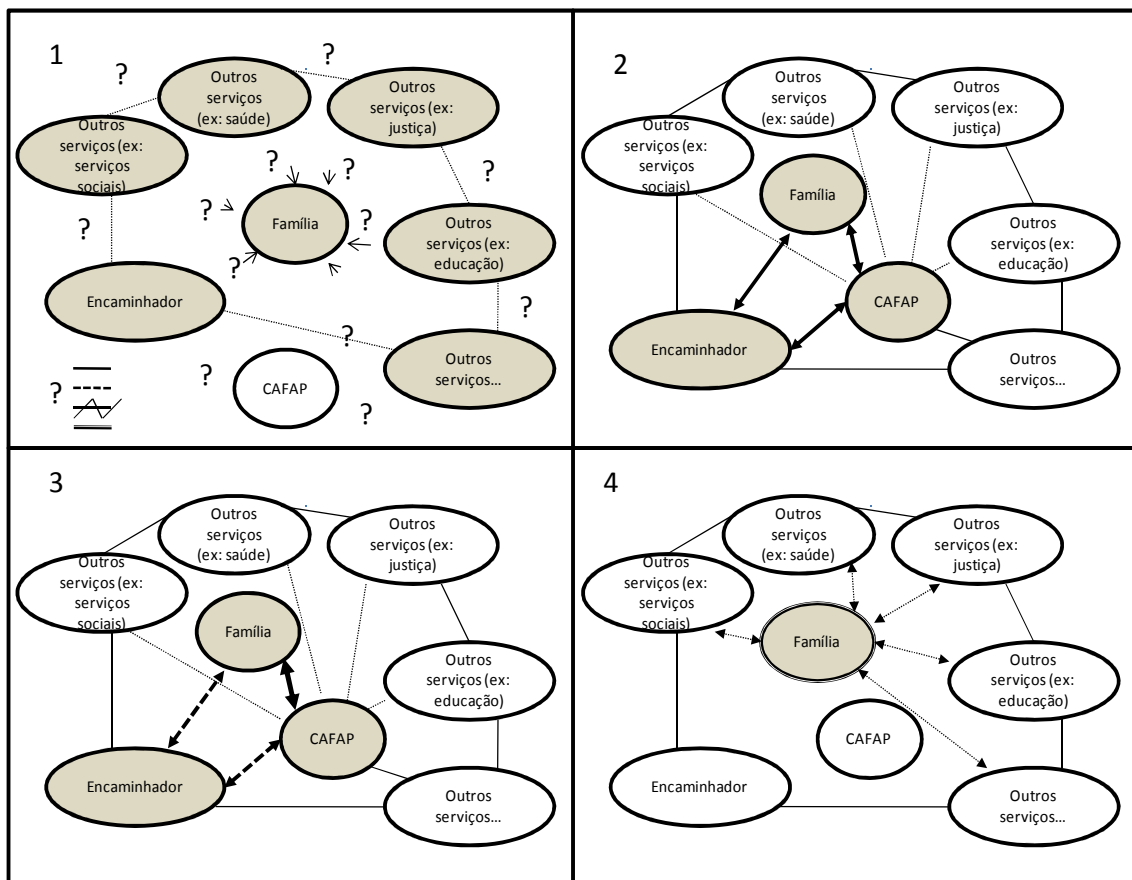 1
?
?
Outros
serviços
(ex: saúde)
Outros
serviços (ex:
justiça)
Outros
serviços (ex:
serviços
sociais)
?
?
?
?
?
?
?
Família
?
Outros
serviços (ex:
educação)
Encaminhador
?
?
Outros
serviços...
?
CAFAP
?
?
2
Outros
serviços
(ex: saúde)
Outros
serviços (ex:
justiça)
Outros
serviços (ex:
serviços
sociais)
Família
Outros
serviços (ex:
educação)
CAFAP
Encaminhador
Outros
serviços...
3
Outros
serviços
(ex: saúde)
Outros
serviços (ex:
justiça)
Outros
serviços (ex:
serviços
sociais)
Família
Outros
serviços (ex:
educação)
CAFAP
Encaminhador
Outros
serviços...
4
Outros
serviços
(ex: saúde)
Outros
serviços (ex:
justiça)
Outros
serviços (ex:
serviços
sociais)
Família
Outros
serviços (ex:
educação)
CAFAP
Encaminhador
Outros
serviços...